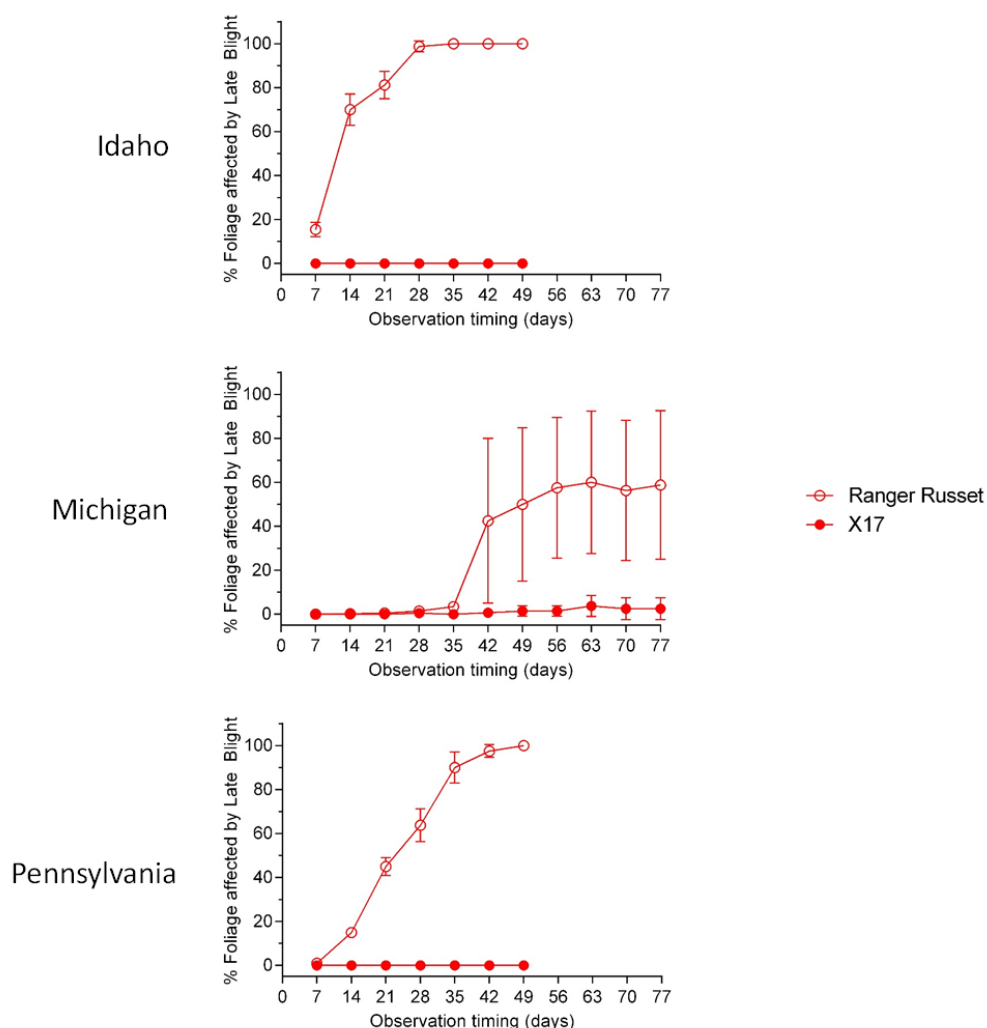 Idaho
% Foliage affected by Late Blight
100
80
60
40
20
0
0 7 14 21 28 35 42 49 56 63 70 77
Observation timing (days)
Michigan
% Foliage affected by Late Blight
100
80
60
40
20
0
0 7 14 21 28 35 42 49 56 63 70 77
Observation timing (days)
Ranger Russet
X17
Pennsylvania
% Foliage affected by Late Blight
100
80
60
40
20
0
0 7 14 21 28 35 42 49 56 63 70 77
Observation timing (days)